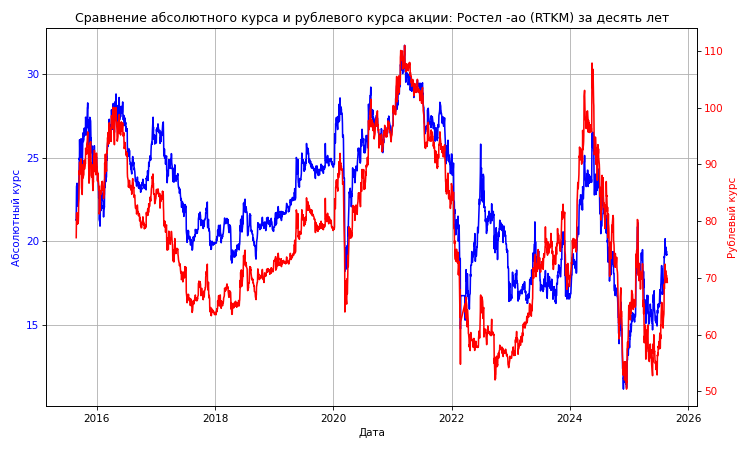 Сравнение абсолютного курса и рублевого курса акции: Ростел -ао (RTKM) за десять лет
Абсолютный курс
30
25
20
15
110
100
90
80
70
60
50
Рублевый курс
2016 2018 2020 2022 2024 2026
Дата